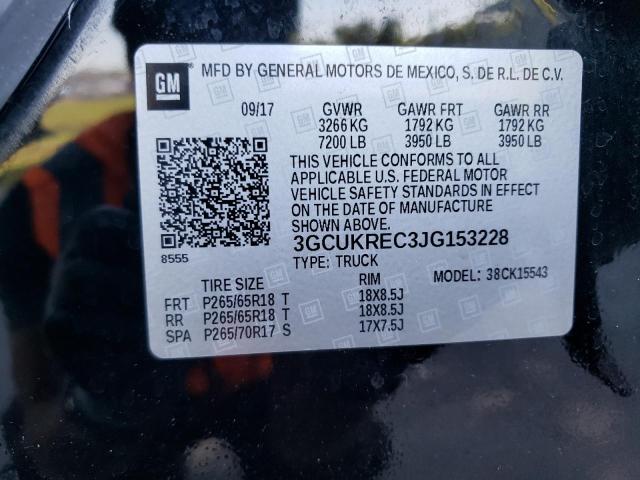 GM MFD BY GENERAL MOTORS DE MEXICO, S. DE R.L. DE C.V.
09/17 GVWR GAWR FRT GAWR RR
3266 KG 1792 KG 1792 KG
7200 LB 3950 LB 3950 LB
THIS VEHICLE CONFORMS TO ALL
APPLICABLE U.S. FEDERAL MOTOR
VEHICLE SAFETY STANDARDS IN EFFECT
ON THE DATE OF MANUFACTURE
SHOWN ABOVE.
8555
3GCUKREC3JG153228
TYPE: TRUCK
MODEL: 38CK15543
TIRE SIZE RIM
FRT P265/65R18 T 18X8.5J
RR P265/65R18 T 18X8.5J
SPA P265/70R17 S 17X7.5J